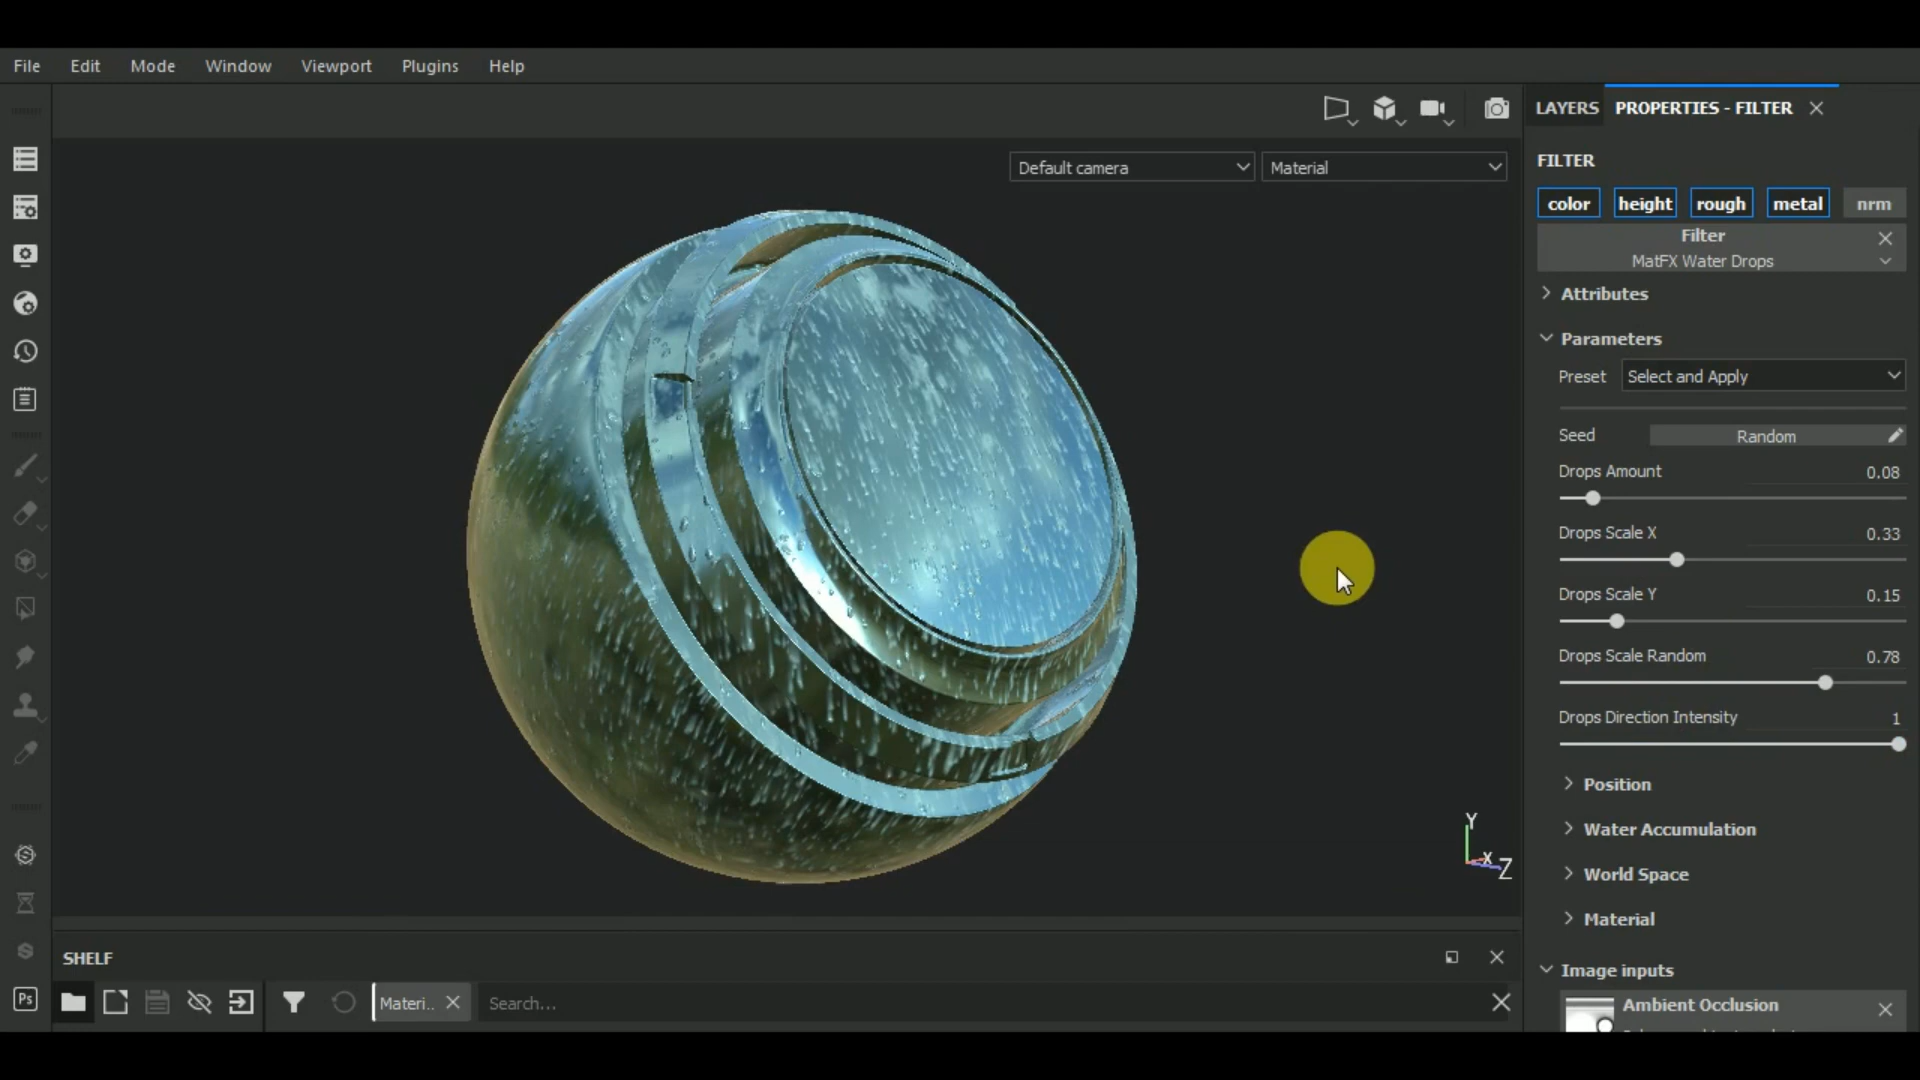 File Edit Mode Window Viewport Plugins Help
LAYERS PROPERTIES - FILTER
Default camera
Material
FILTER
color height rough metal nrm
Filter
MatFX Water Drops
Attributes
Parameters
Preset Select and Apply
Seed Random
Drops Amount 0.08
Drops Scale X 0.33
Drops Scale Y 0.15
Drops Scale Random 0.78
Drops Direction Intensity 1
Position
Water Accumulation
World Space
Material
Image inputs
Ambient Occlusion
Y
X
Z
SHELF
Ps
Materi..
Search...